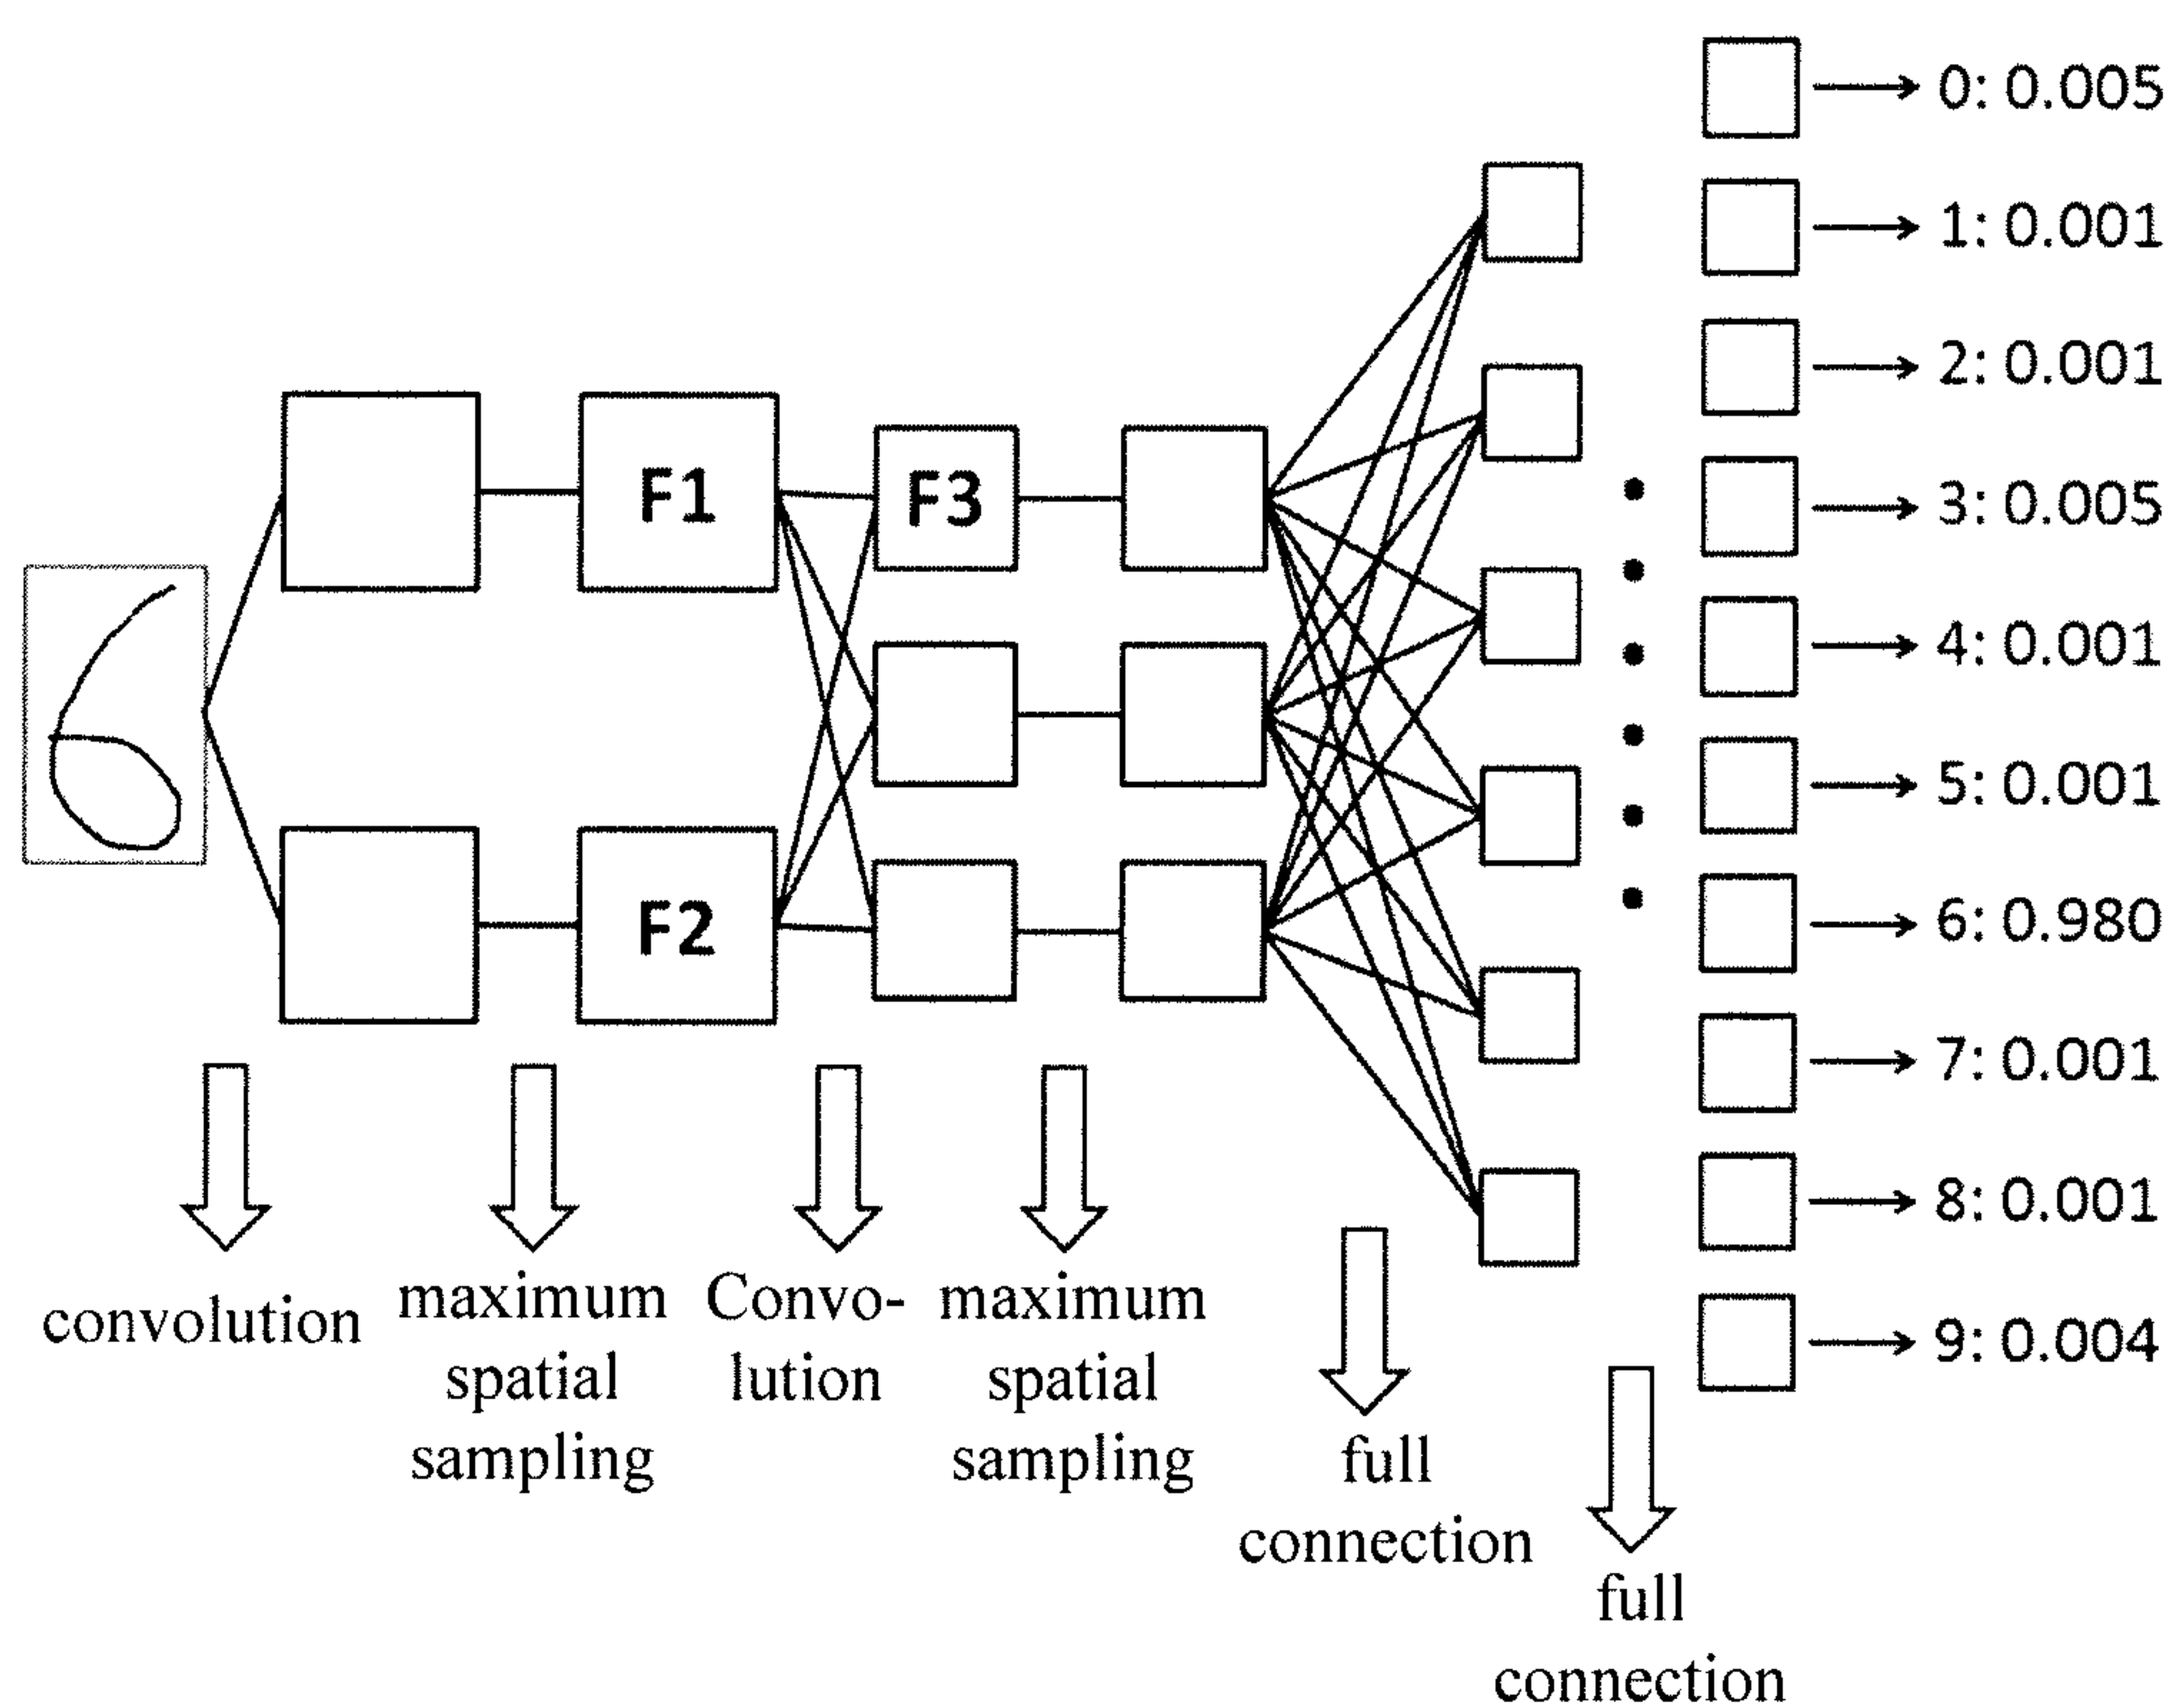 0: 0.005
1: 0.001
2: 0.001
3: 0.005
4: 0.001
5: 0.001
6: 0.980
7: 0.001
8: 0.001
9: 0.004
F1
F3
F2
6
convolution
maximum
spatial
sampling
Convo-
lution
maximum
spatial
sampling
full
connection
full
connection